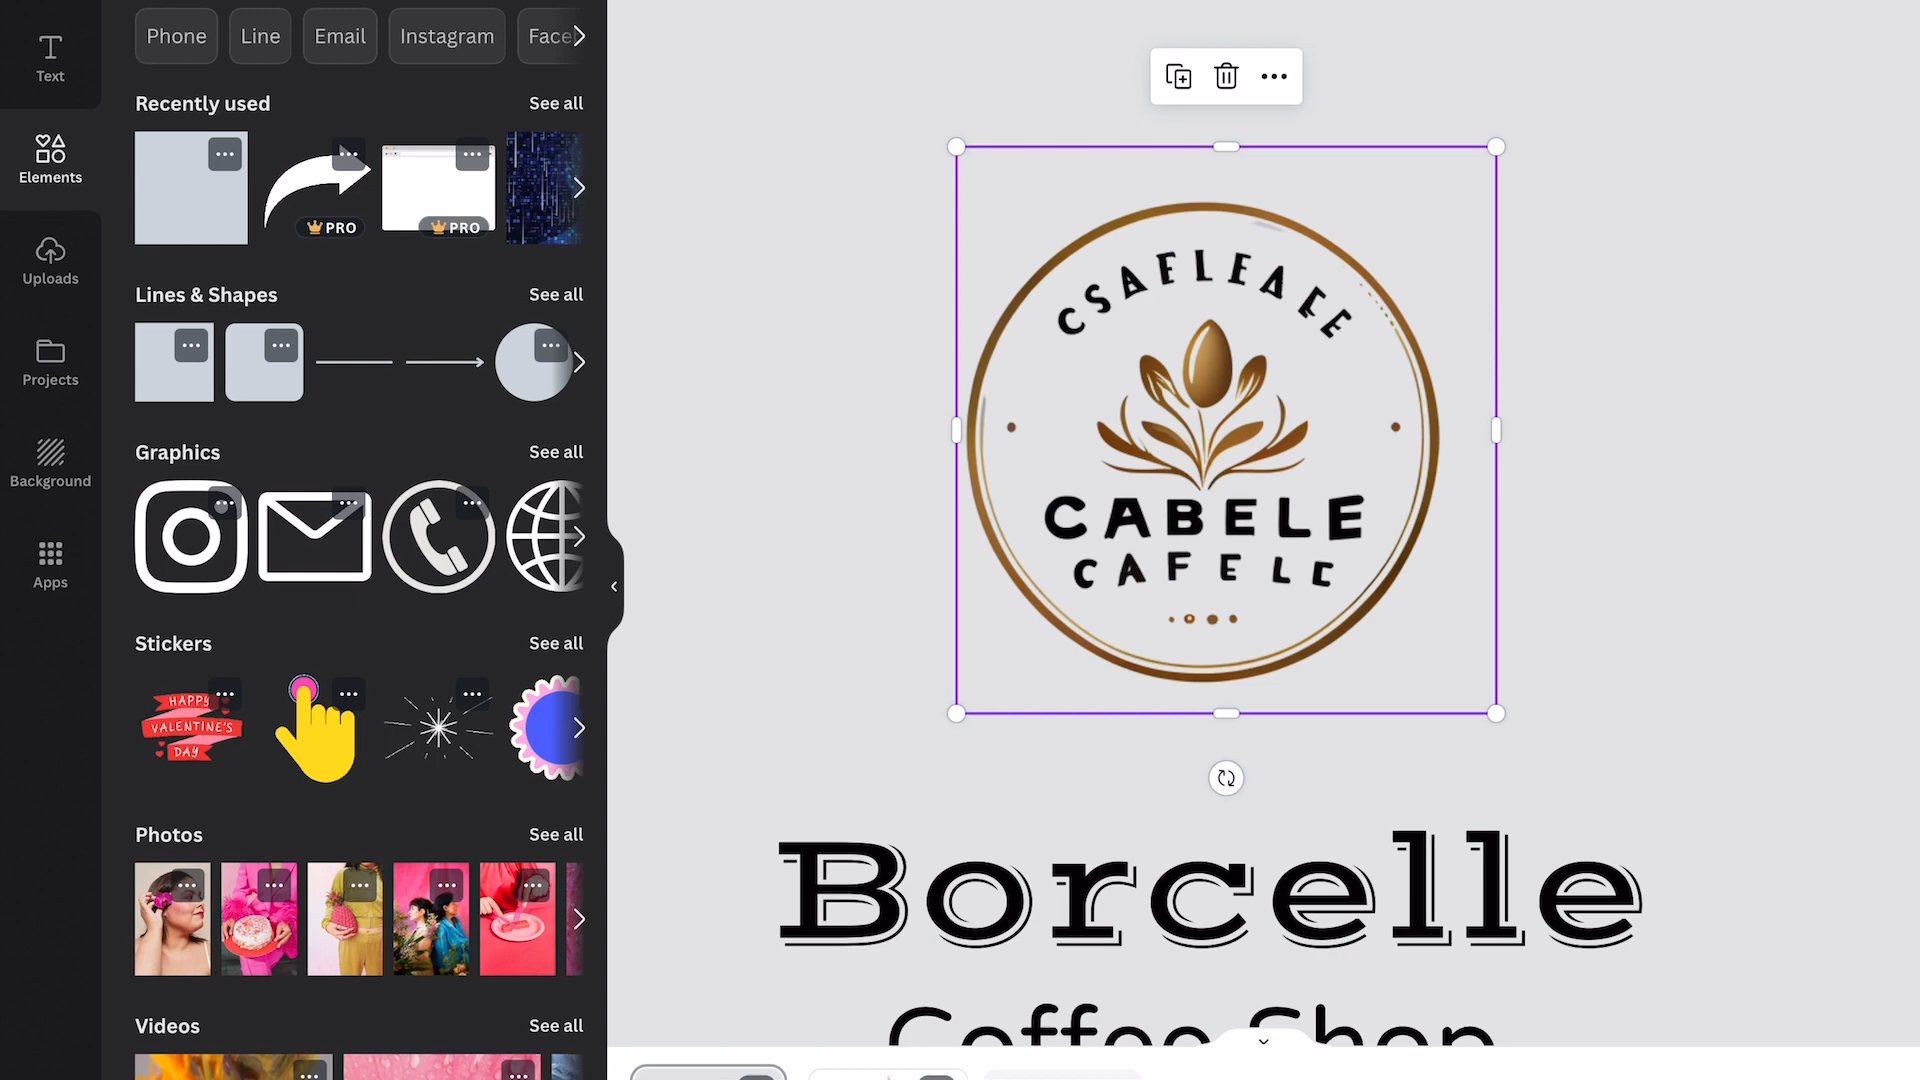 Phone
Line
Email
Instagram
Face
Text
Recently used
See all
Elements
PRO
PRO
Uploads
Lines & Shapes
See all
Projects
Graphics
See all
Background
Apps
Stickers
See all
HAPPY
VALENTINE'S
DAY
Photos
See all
Videos
See all
CSAFLEAFE
CABELE
CAFELC
Borcelle
Coffee Shop